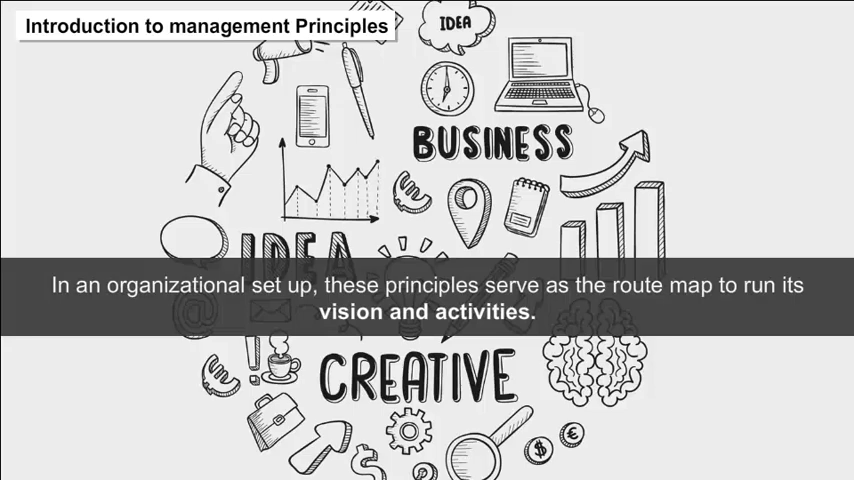 Introduction to management Principles
IDEA
BUSINESS
IDEA
In an organizational set up, these principles serve as the route map to run its
vision and activities.
@
CREATIVE